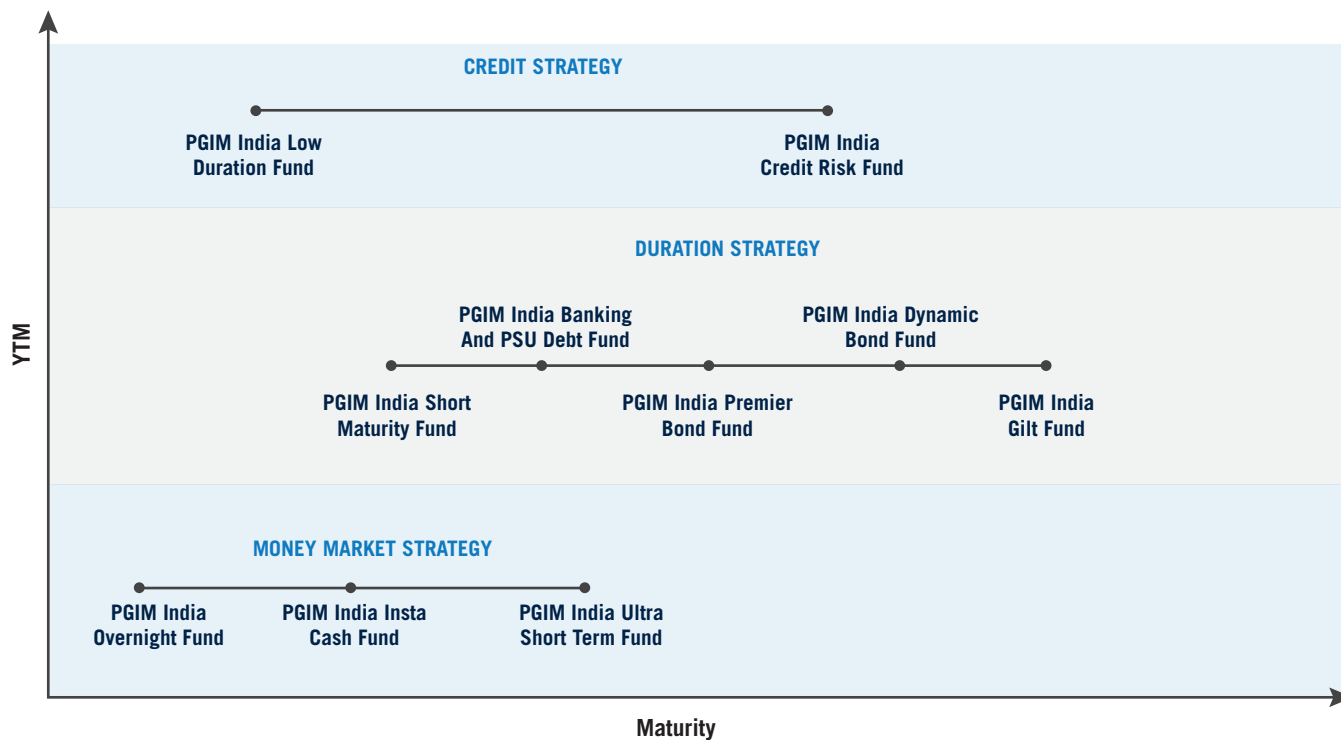 CREDIT STRATEGY
PGIM India Low
Duration Fund
PGIM India
Credit Risk Fund
DURATION STRATEGY
PGIM India Banking
And PSU Debt Fund
PGIM India Dynamic
Bond Fund
YTM
PGIM India Short
Maturity Fund
PGIM India Premier
Bond Fund
PGIM India
Gilt Fund
MONEY MARKET STRATEGY
PGIM India
Overnight Fund
PGIM India Insta
Cash Fund
PGIM India Ultra
Short Term Fund
Maturity